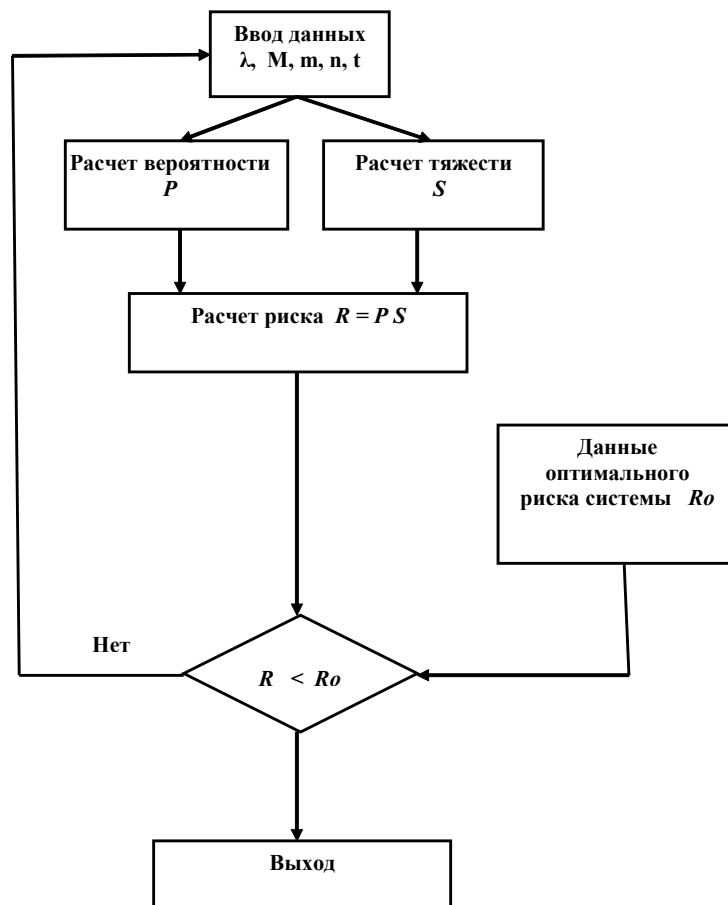 Ввод данных
λ, M, m, n, t
Расчет вероятности
P
Расчет тяжести
S
Расчет риска R = P S
Данные
оптимального
риска системы Ro
Нет
R < Ro
Выход